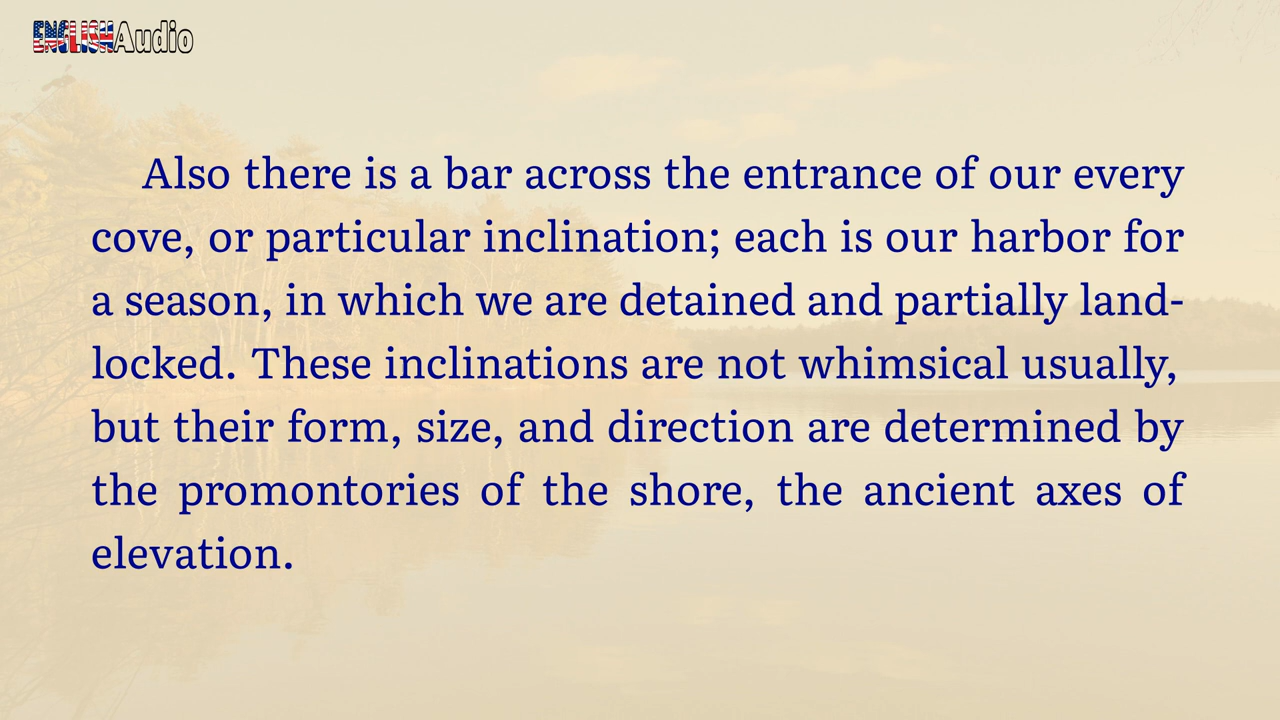 ENGLISHAudio
Also there is a bar across the entrance of our every
cove, or particular inclination; each is our harbor for
a season, in which we are detained and partially land-
locked. These inclinations are not whimsical usually,
but their form, size, and direction are determined by
the promontories of the shore, the ancient axes of
elevation.